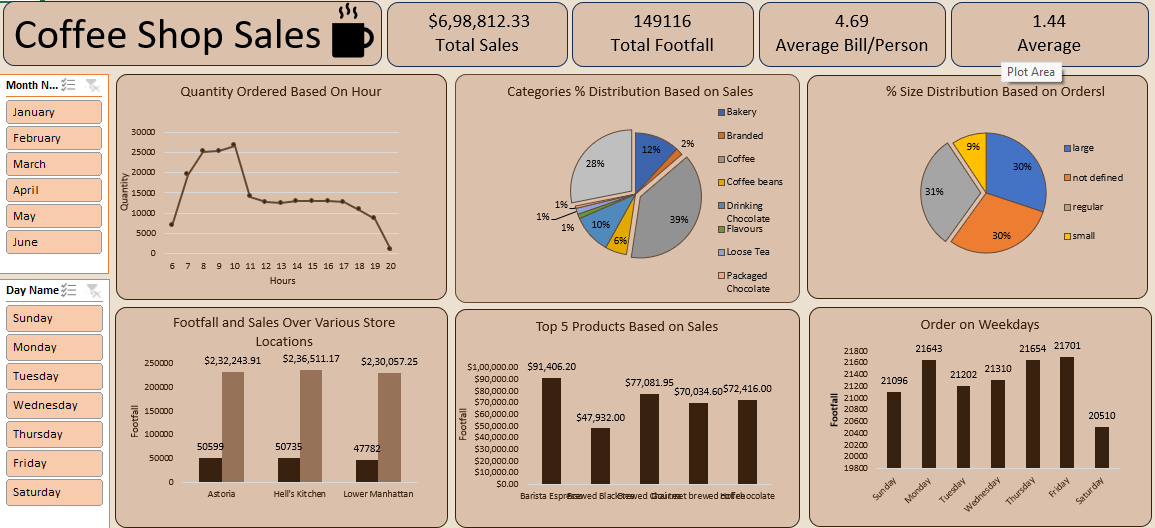 Coffee Shop Sales
$6,98,812.33
Total Sales
149116
Total Footfall
4.69
Average Bill/Person
1.44
Average
Plot Area
Month N...
January
February
March
April
May
June
Day Name
Sunday
Monday
Tuesday
Wednesday
Thursday
Friday
Saturday
Quantity Ordered Based On Hour
30000
25000
20000
15000
10000
5000
0
Quantity
6 7 8 9 10 11 12 13 14 15 16 17 18 19 20
Hours
Categories % Distribution Based on Sales
12%
2%
39%
6%
10%
1%
1%
1%
28%
Bakery
Branded
Coffee
Coffee beans
Drinking
Chocolate
Flavours
Loose Tea
Packaged
Chocolate
% Size Distribution Based on Ordersl
30%
30%
31%
9%
large
not defined
regular
small
Footfall and Sales Over Various Store
Locations
250000
200000
150000
100000
50000
0
Footfall
$2,32,243.91
$2,36,511.17
$2,30,057.25
50599
50735
47782
Astoria
Hell's Kitchen
Lower Manhattan
Top 5 Products Based on Sales
$1,00,000.00
$90,000.00
$80,000.00
$70,000.00
$60,000.00
$50,000.00
$40,000.00
$30,000.00
$20,000.00
$10,000.00
$0.00
Footfall
$91,406.20
$47,932.00
$77,081.95
$70,034.60
$72,416.00
Barista
brewed
Order on Weekdays
21800
21600
21400
21200
21000
20800
20600
20400
20200
20000
19800
Footfall
21096
21643
21202
21310
21654
21701
20510
Sunday
Monday
Tuesday
Wednesday
Thursday
Friday
Saturday